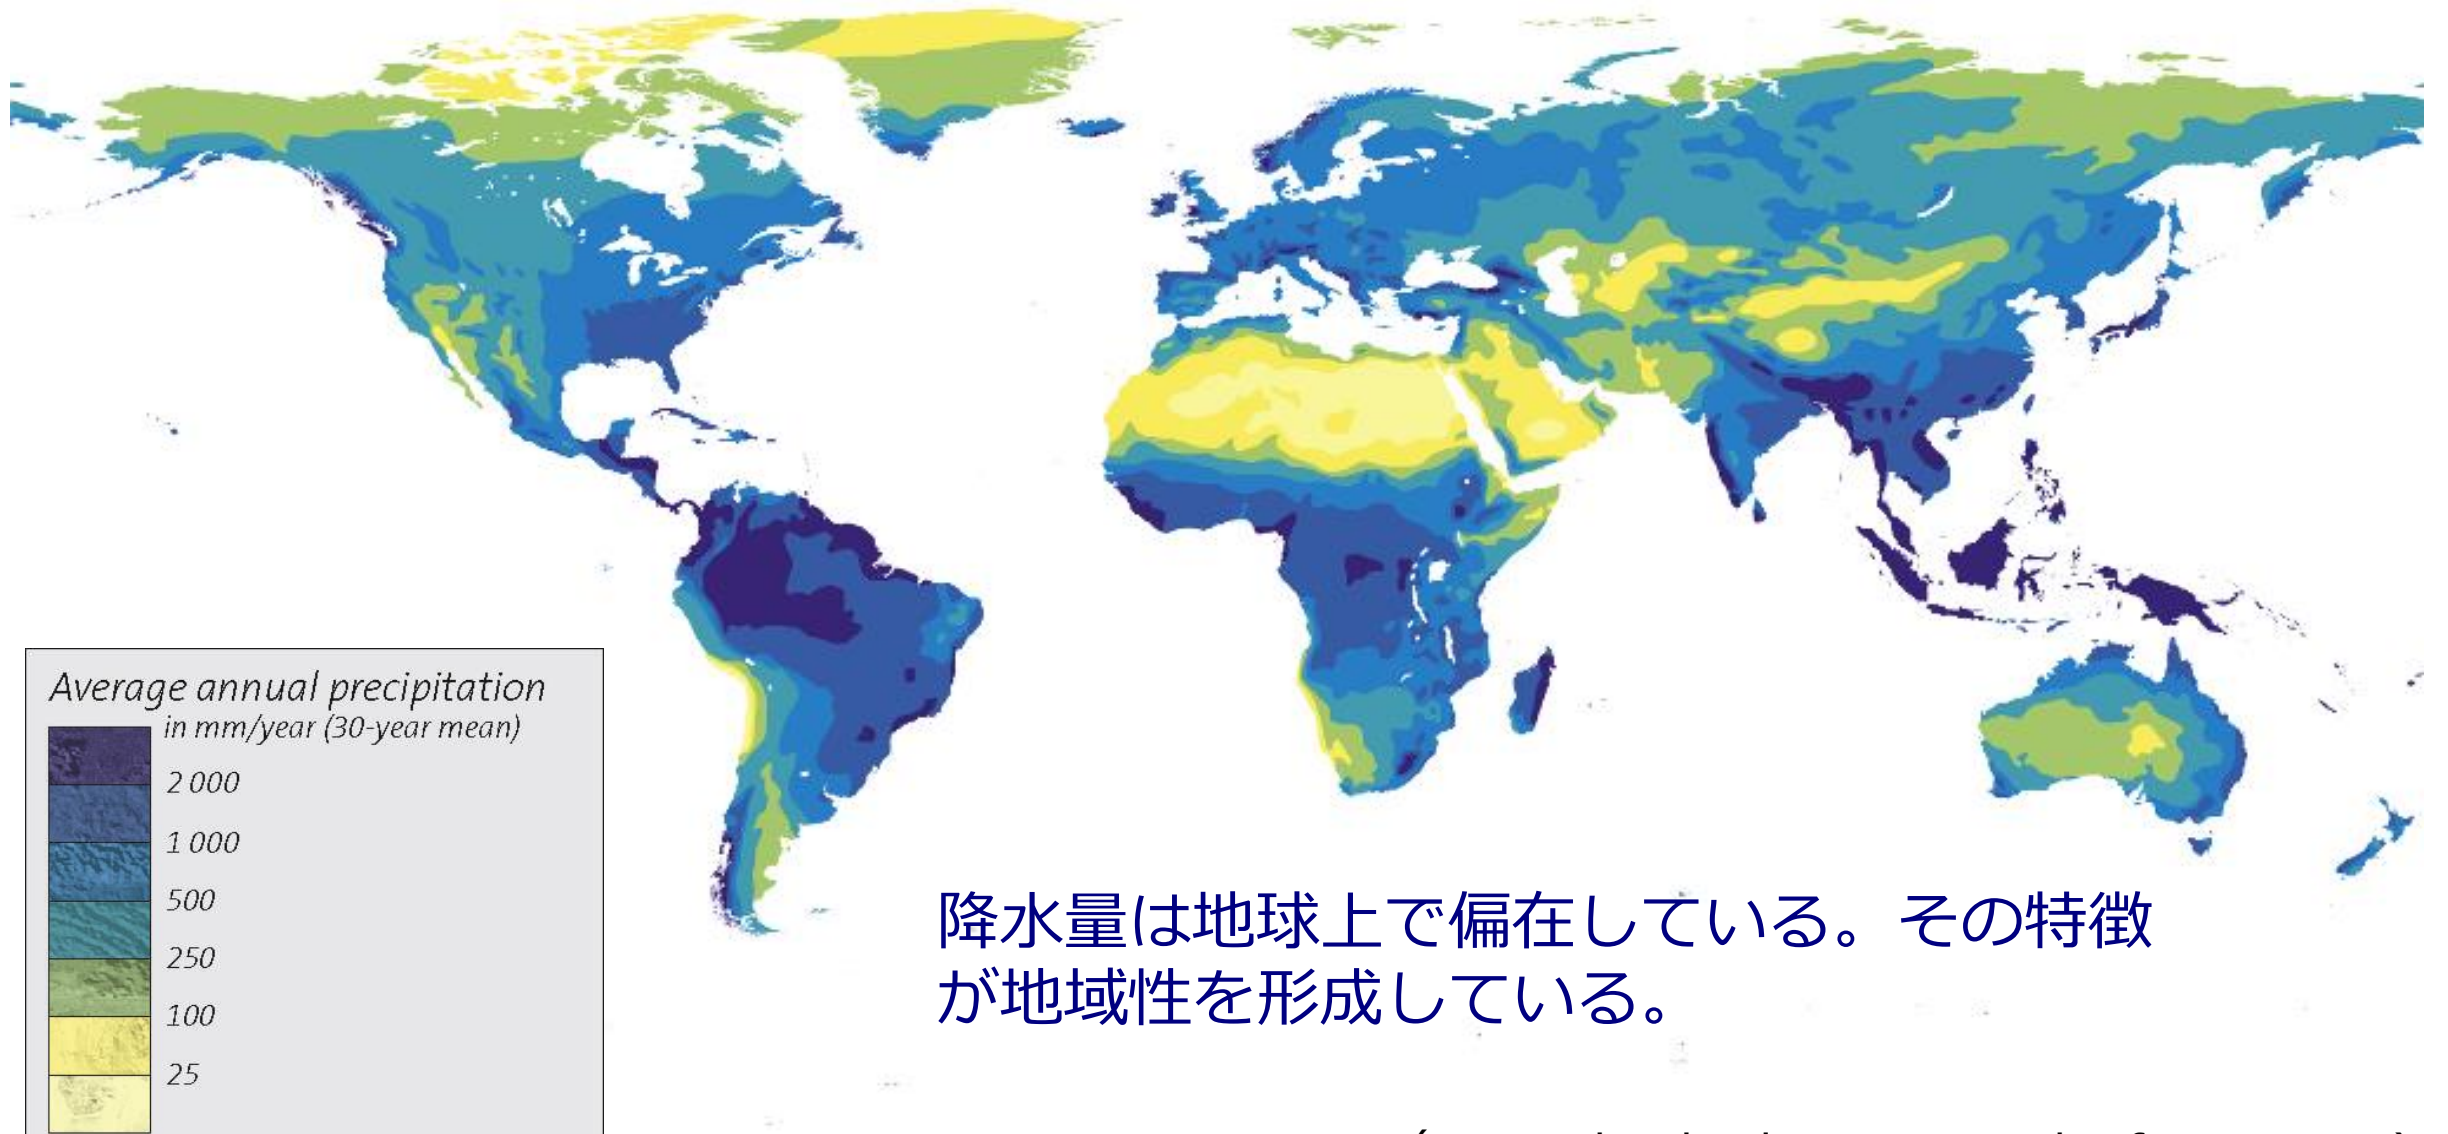 Average annual precipitation
in mm/year (30-year mean)
2 000
1 000
500
250
100
25
降水量は地球上で偏在している。その特徴
が地域性を形成している。